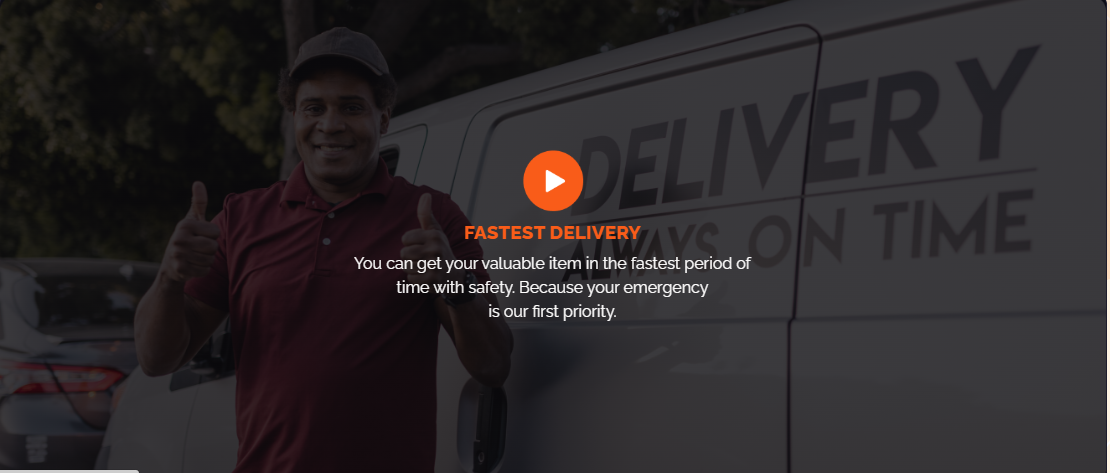 DELIVERY
ALWAYS ON TIME
FASTEST DELIVERY
You can get your valuable item in the fastest period of
time with safety. Because your emergency
is our first priority.